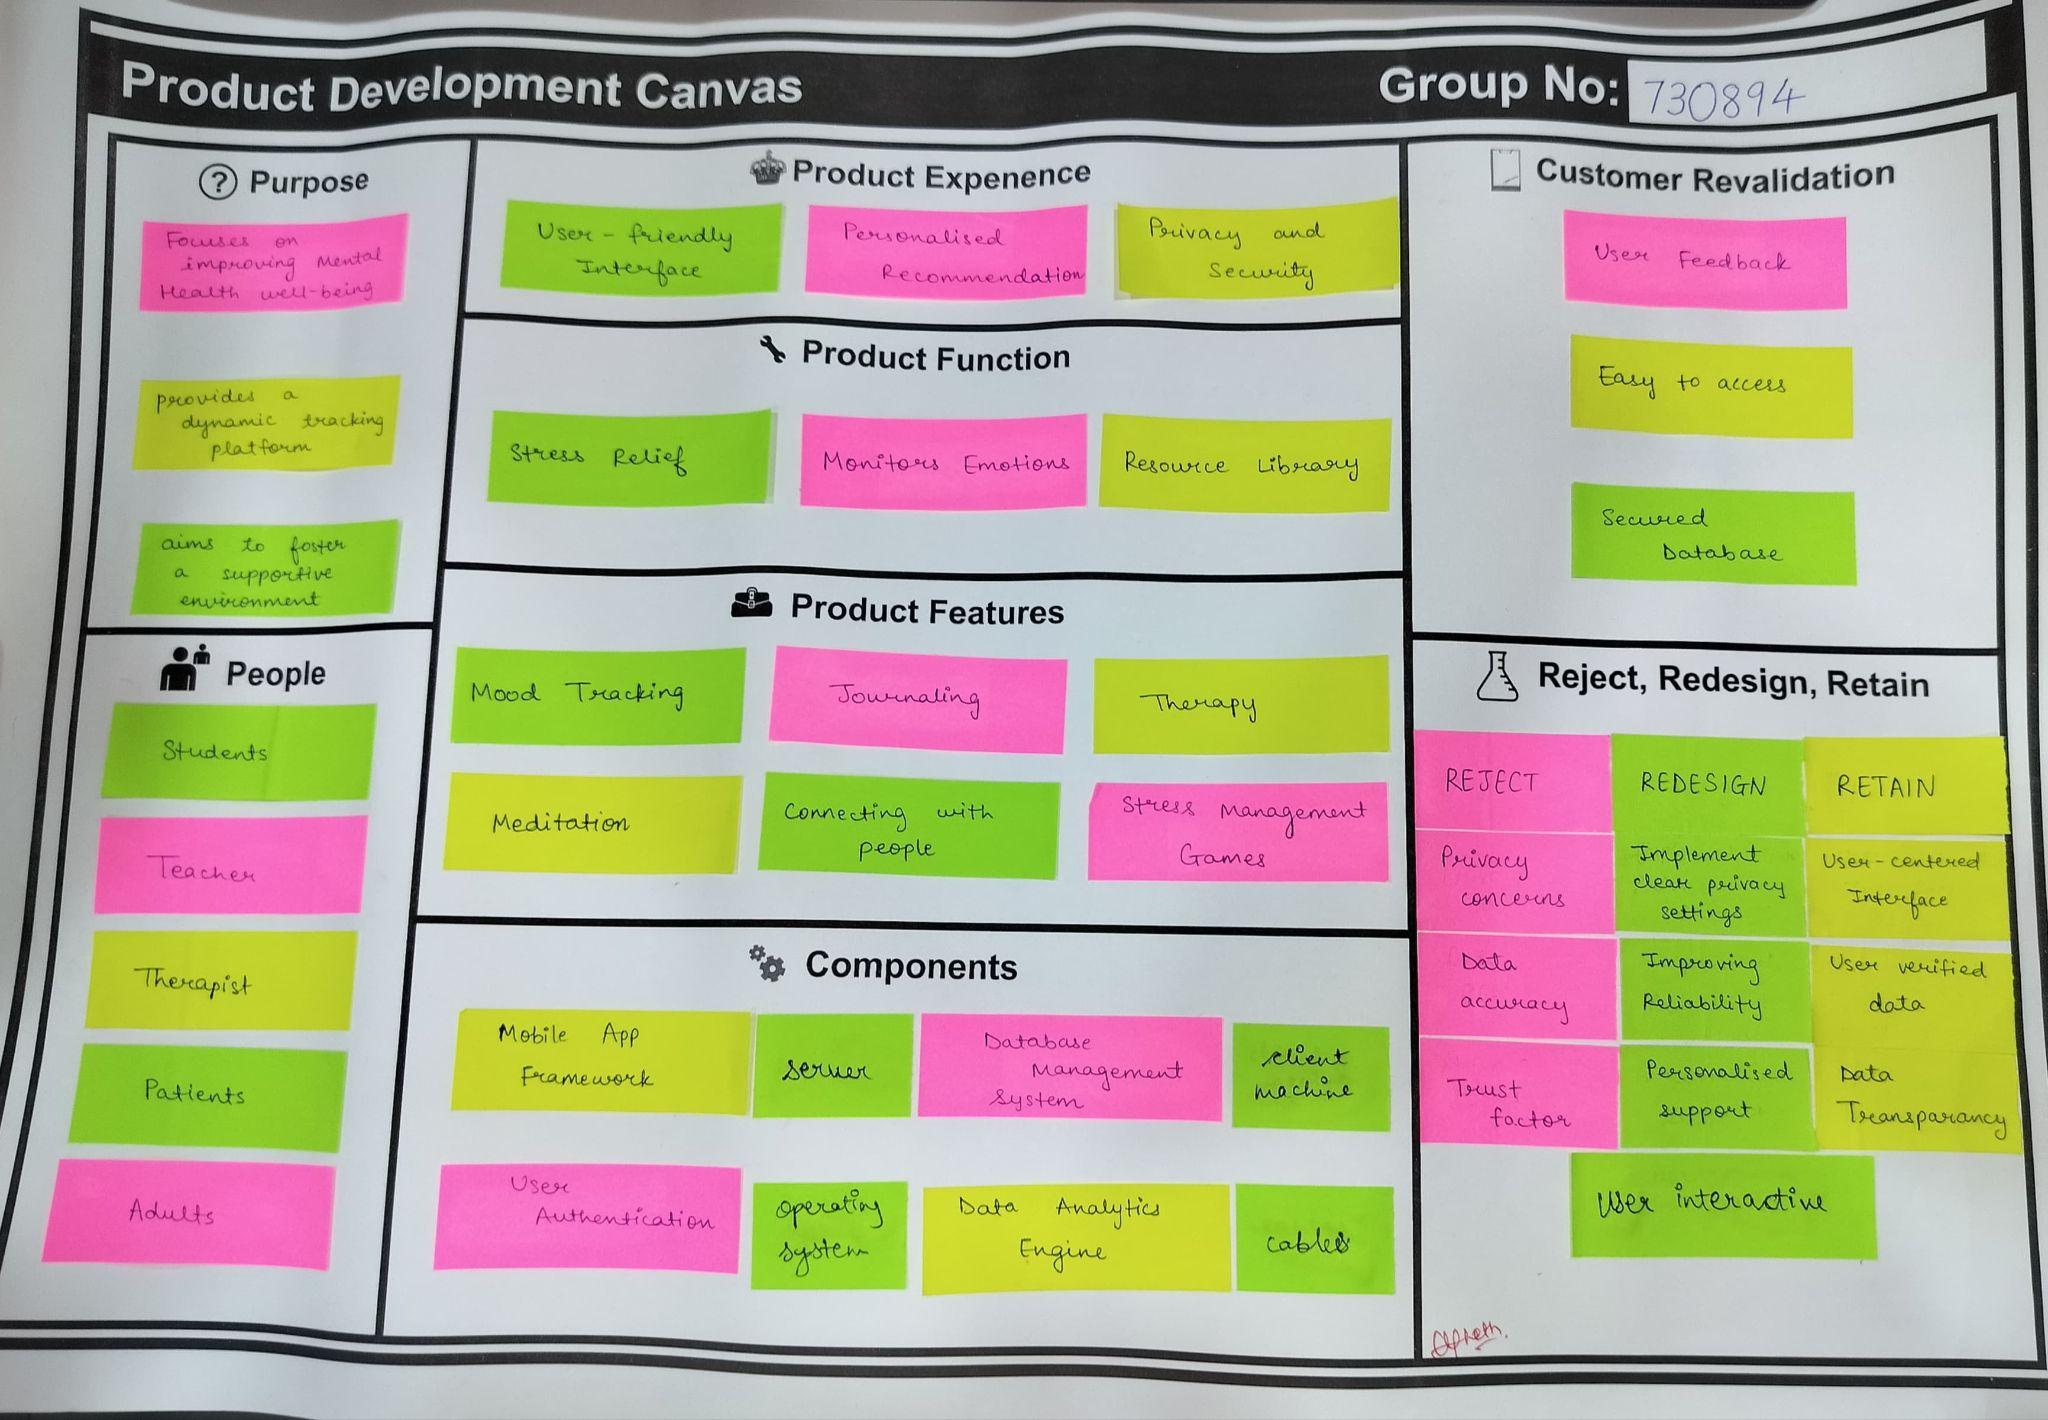 Product Development Canvas
Group No: 730894
Purpose
Focuses on
improving Mental
Health well-being
provides a
dynamic tracking
platform
aims to foster
a supportive
environment
People
Students
Teacher
Therapist
Patients
Adults
Product Expenence
User-friendly
Interface
Personalised
Recommendation
Privacy and
Security
Product Function
Stress Relief
Monitors Emotions
Resource Library
Product Features
Mood Tracking
Journaling
Therapy
Meditation
Connecting with
people
Stress Management
Games
Components
Mobile App
Framework
server
Database
Management
System
client
machine
User
Authentication
operating
system
Data Analytics
Engine
cables
Customer Revalidation
User Feedback
Easy to access
Secured
Database
Reject, Redesign, Retain
REJECT
REDESIGN
RETAIN
Privacy
concerns
Implement
clear privacy
settings
User-centered
Interface
Data
accuracy
Improving
Reliability
User verified
data
Trust
factor
Personalised
support
Data
Transparancy
User interactive